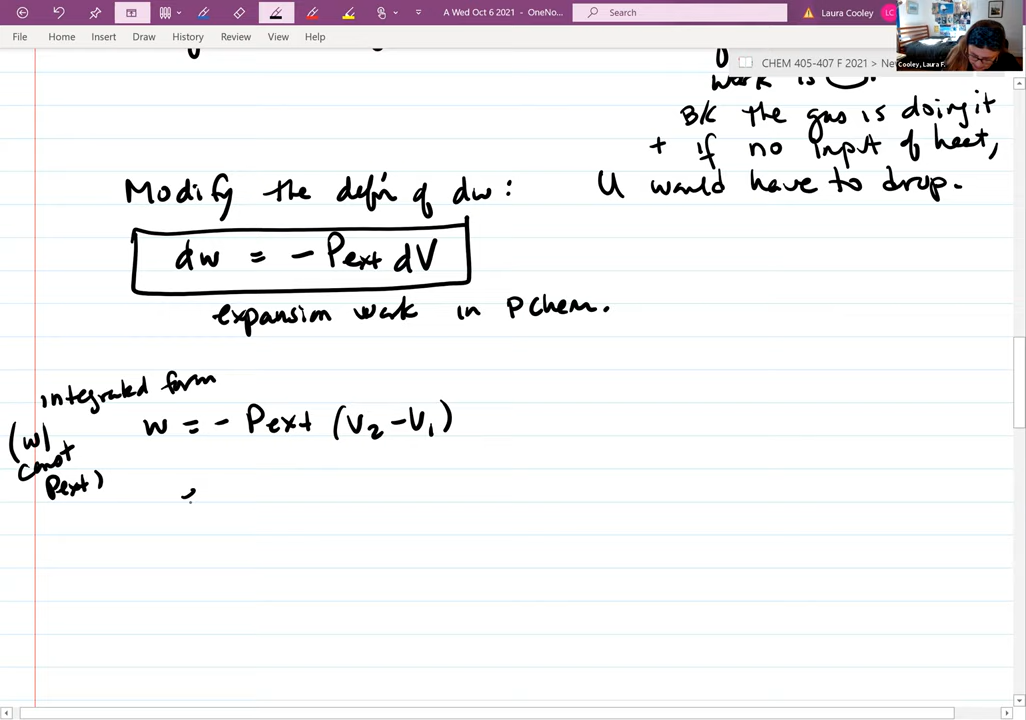 A Wed Oct 6 2021 - OneNo...
Search
Laura Cooley
LC
File Home Insert Draw History Review View Help
CHEM 405-407 F 2021 > Ne
Cooley, Laura F.
work is (-).
B/c the gas is doing it
+ if no input of heat,
U would have to drop.
Modify the def'n of dw:
dw = - Pext dV
expansion work in PChem.
integrated form
(w/
const
Pext)
w = - Pext (V2 - V1)
=